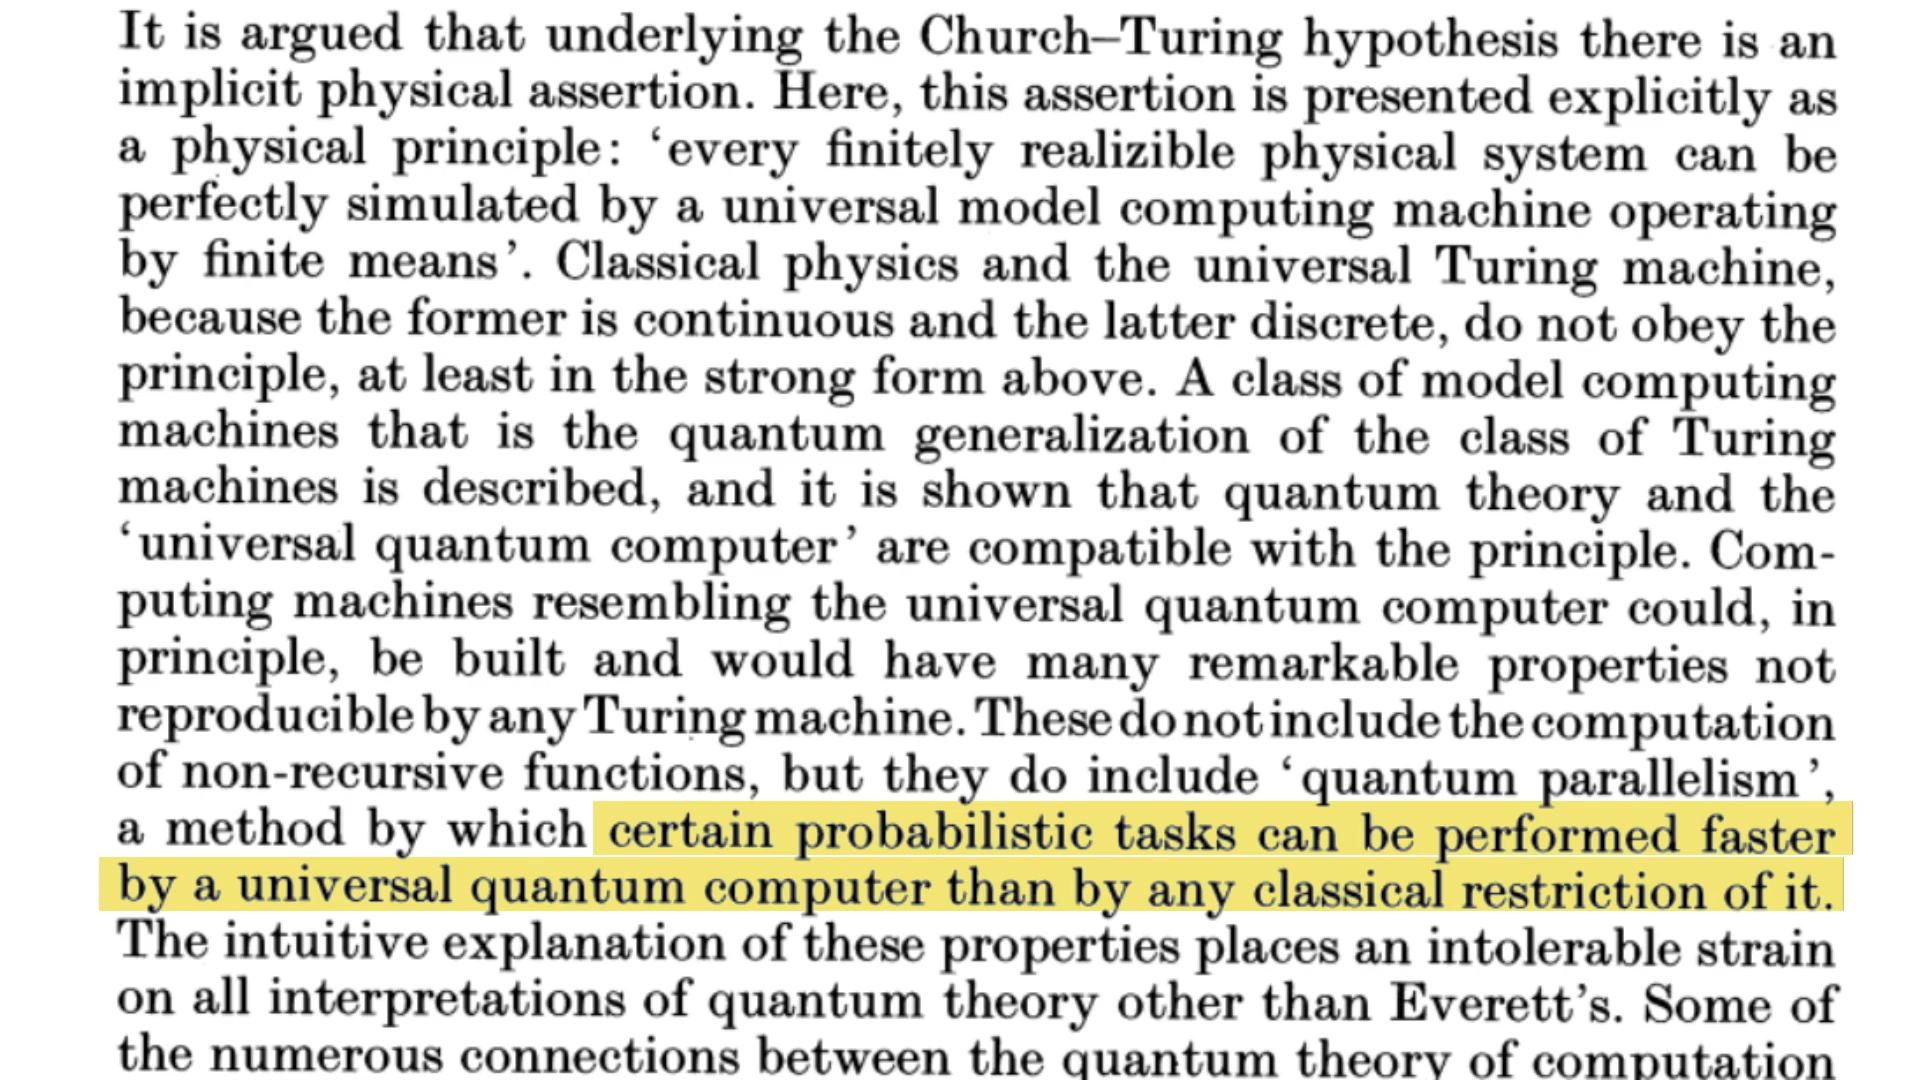 It is argued that underlying the Church–Turing hypothesis there is an
implicit physical assertion. Here, this assertion is presented explicitly as
a physical principle: ‘every finitely realizible physical system can be
perfectly simulated by a universal model computing machine operating
by finite means’. Classical physics and the universal Turing machine,
because the former is continuous and the latter discrete, do not obey the
principle, at least in the strong form above. A class of model computing
machines that is the quantum generalization of the class of Turing
machines is described, and it is shown that quantum theory and the
‘universal quantum computer’ are compatible with the principle. Com-
puting machines resembling the universal quantum computer could, in
principle, be built and would have many remarkable properties not
reproducible by any Turing machine. These do not include the computation
of non-recursive functions, but they do include ‘quantum parallelism’,
a method by which certain probabilistic tasks can be performed faster
by a universal quantum computer than by any classical restriction of it.
The intuitive explanation of these properties places an intolerable strain
on all interpretations of quantum theory other than Everett’s. Some of
the numerous connections between the quantum theory of computation